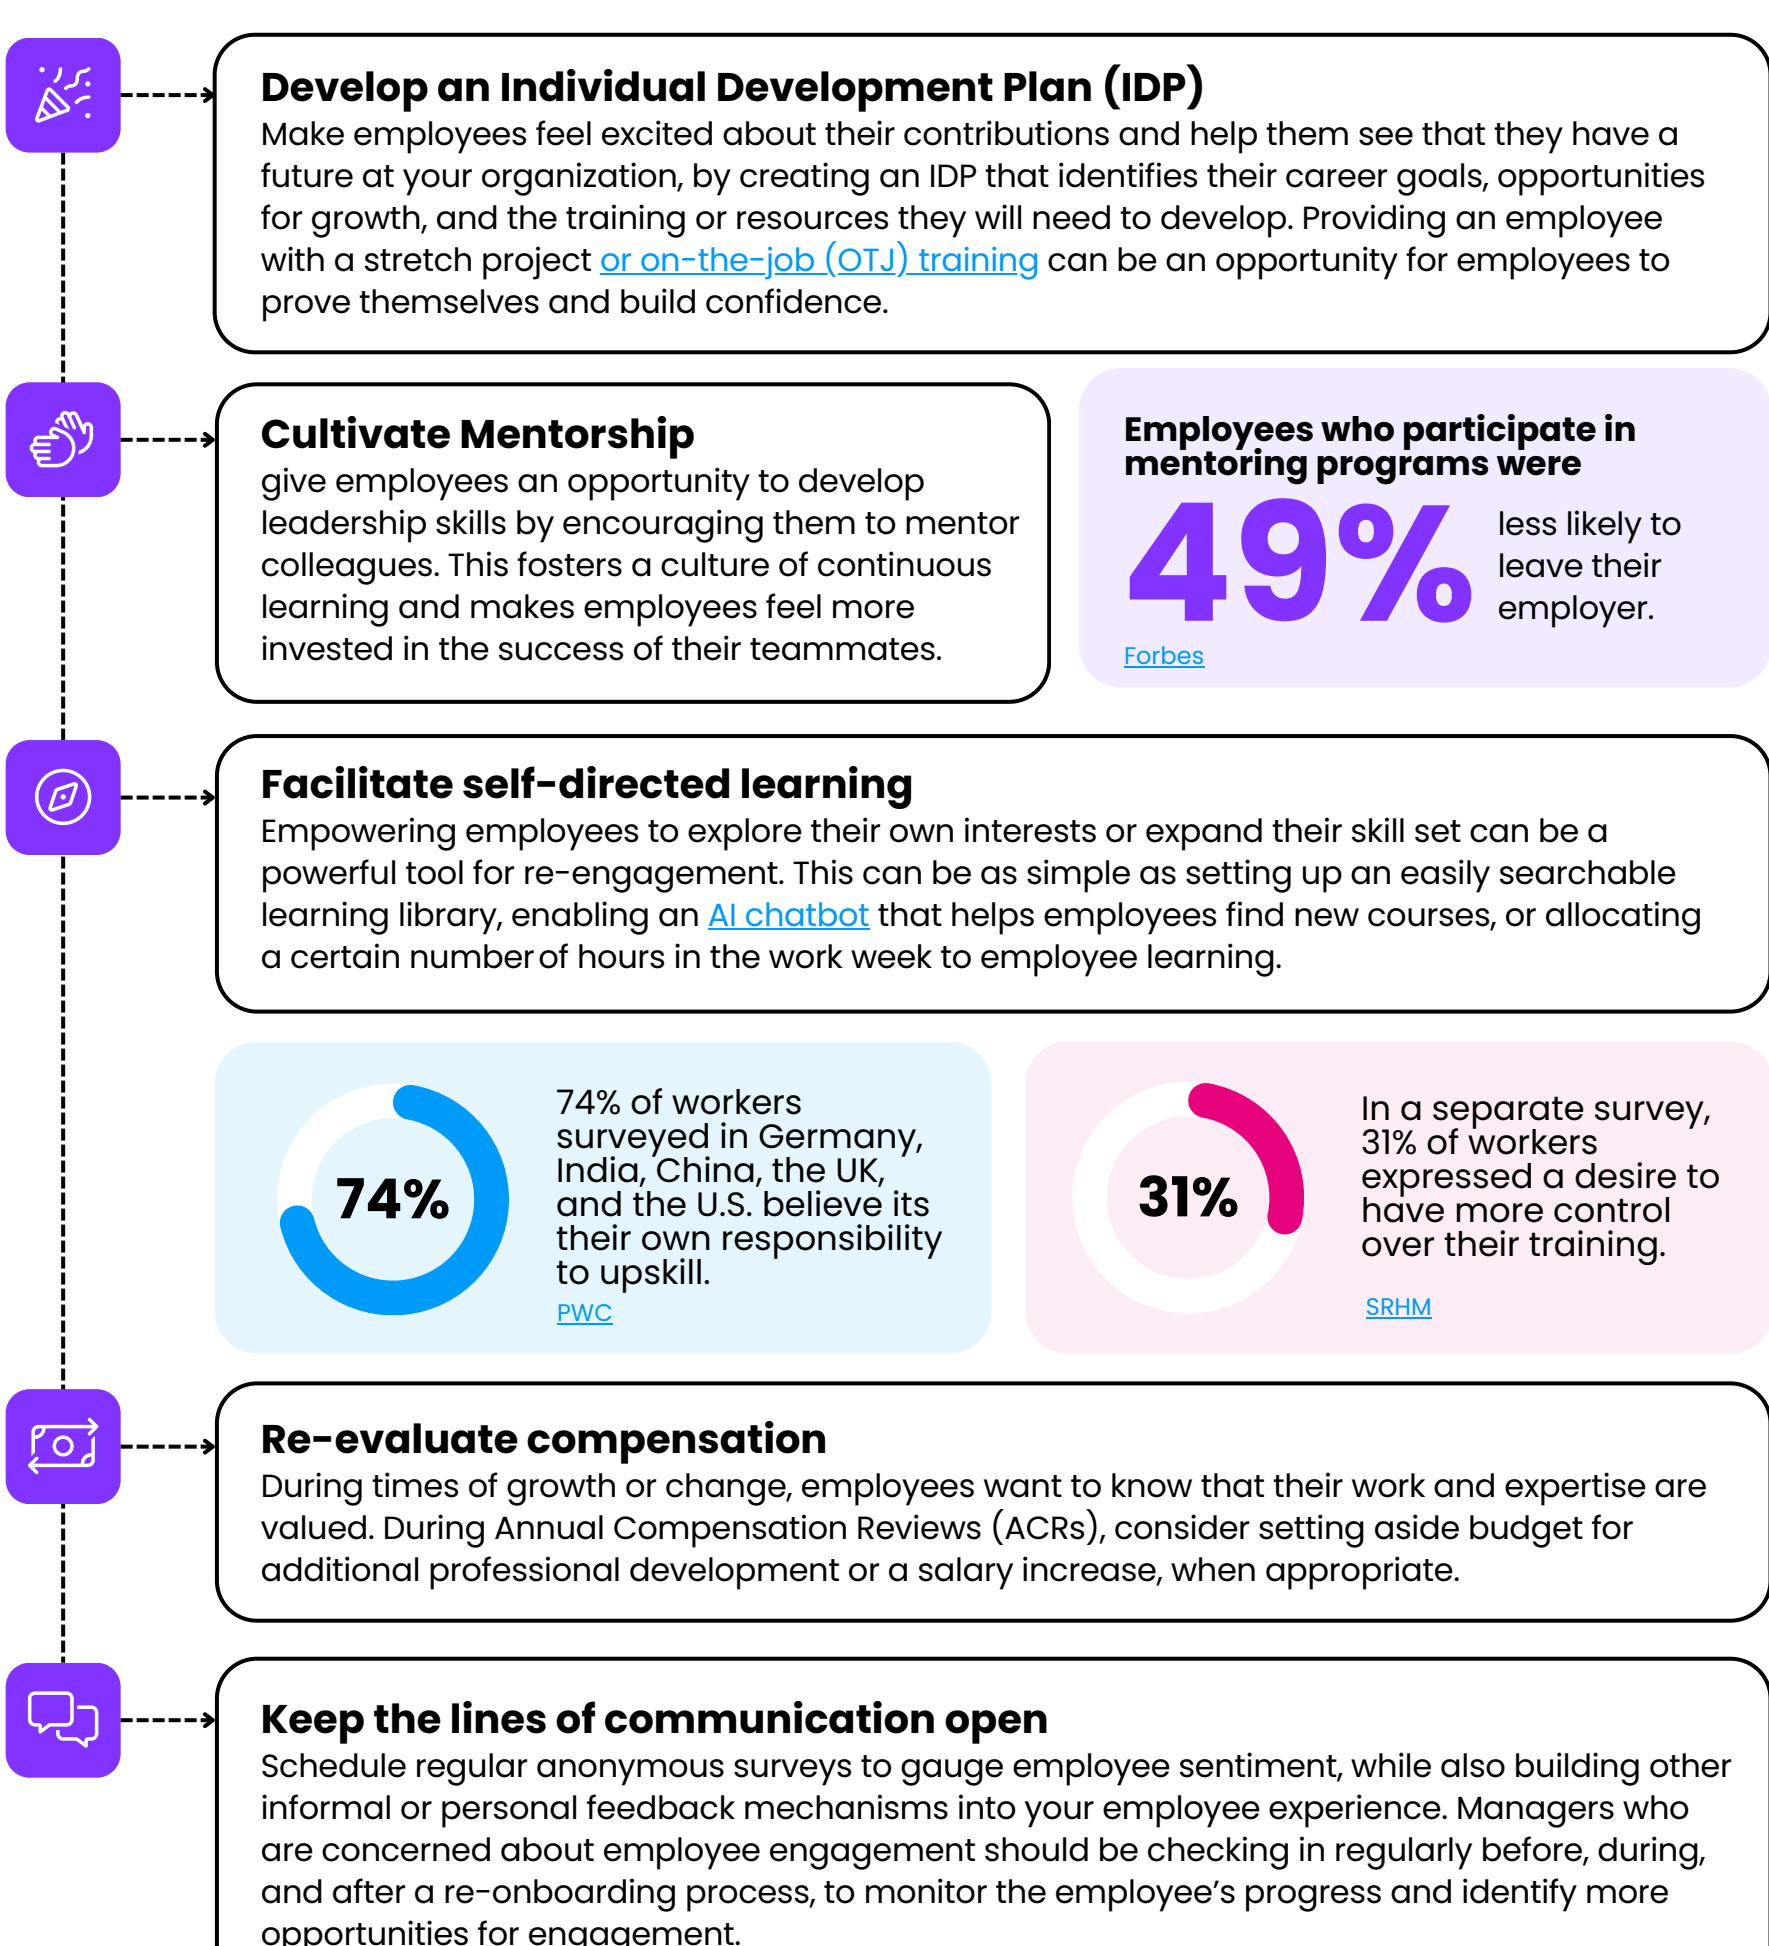 Develop an Individual Development Plan (IDP)
Make employees feel excited about their contributions and help them see that they have a
future at your organization, by creating an IDP that identifies their career goals, opportunities
for growth, and the training or resources they will need to develop. Providing an employee
with a stretch project or on-the-job (OTJ) training can be an opportunity for employees to
prove themselves and build confidence.
Cultivate Mentorship
give employees an opportunity to develop
leadership skills by encouraging them to mentor
colleagues. This fosters a culture of continuous
learning and makes employees feel more
invested in the success of their teammates.
Employees who participate in
mentoring programs were
49%
less likely to
leave their
employer.
Forbes
Facilitate self-directed learning
Empowering employees to explore their own interests or expand their skill set can be a
powerful tool for re-engagement. This can be as simple as setting up an easily searchable
learning library, enabling an AI chatbot that helps employees find new courses, or allocating
a certain number of hours in the work week to employee learning.
74%
74% of workers
surveyed in Germany,
India, China, the UK,
and the U.S. believe its
their own responsibility
to upskill.
PWC
31%
In a separate survey,
31% of workers
expressed a desire to
have more control
over their training.
SRHM
Re-evaluate compensation
During times of growth or change, employees want to know that their work and expertise are
valued. During Annual Compensation Reviews (ACRs), consider setting aside budget for
additional professional development or a salary increase, when appropriate.
Keep the lines of communication open
Schedule regular anonymous surveys to gauge employee sentiment, while also building other
informal or personal feedback mechanisms into your employee experience. Managers who
are concerned about employee engagement should be checking in regularly before, during,
and after a re-onboarding process, to monitor the employee's progress and identify more
opportunities for engagement.